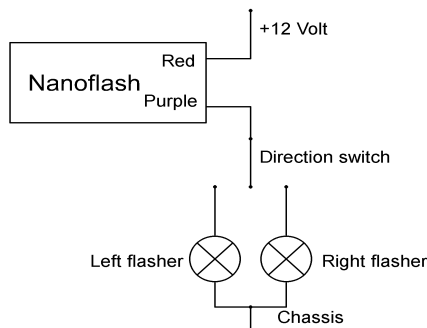 +12 Volt
Red
Nanoflash
Purple
Direction switch
Left flasher
Right flasher
Chassis